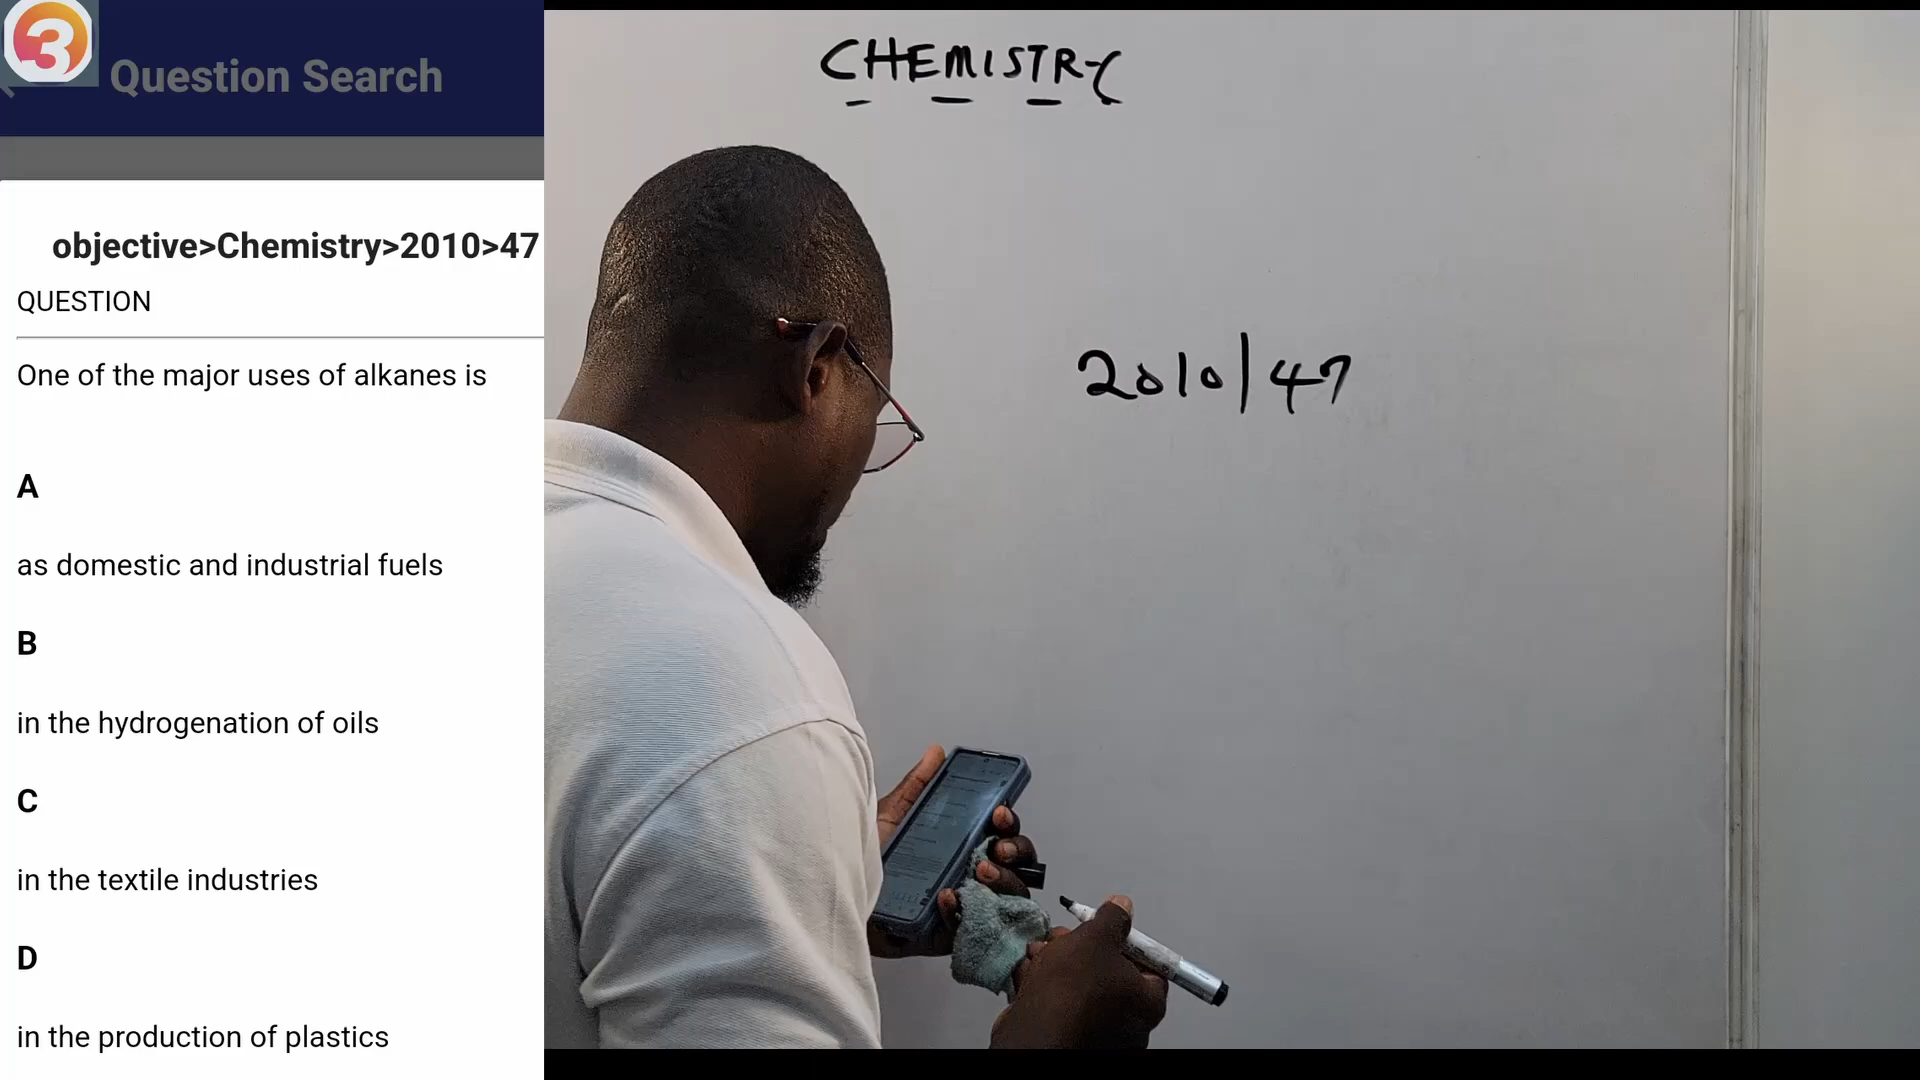 3
Question Search
objective>Chemistry>2010>47
QUESTION
One of the major uses of alkanes is
A
as domestic and industrial fuels
B
in the hydrogenation of oils
C
in the textile industries
D
in the production of plastics
CHEMISTRY
2010|47